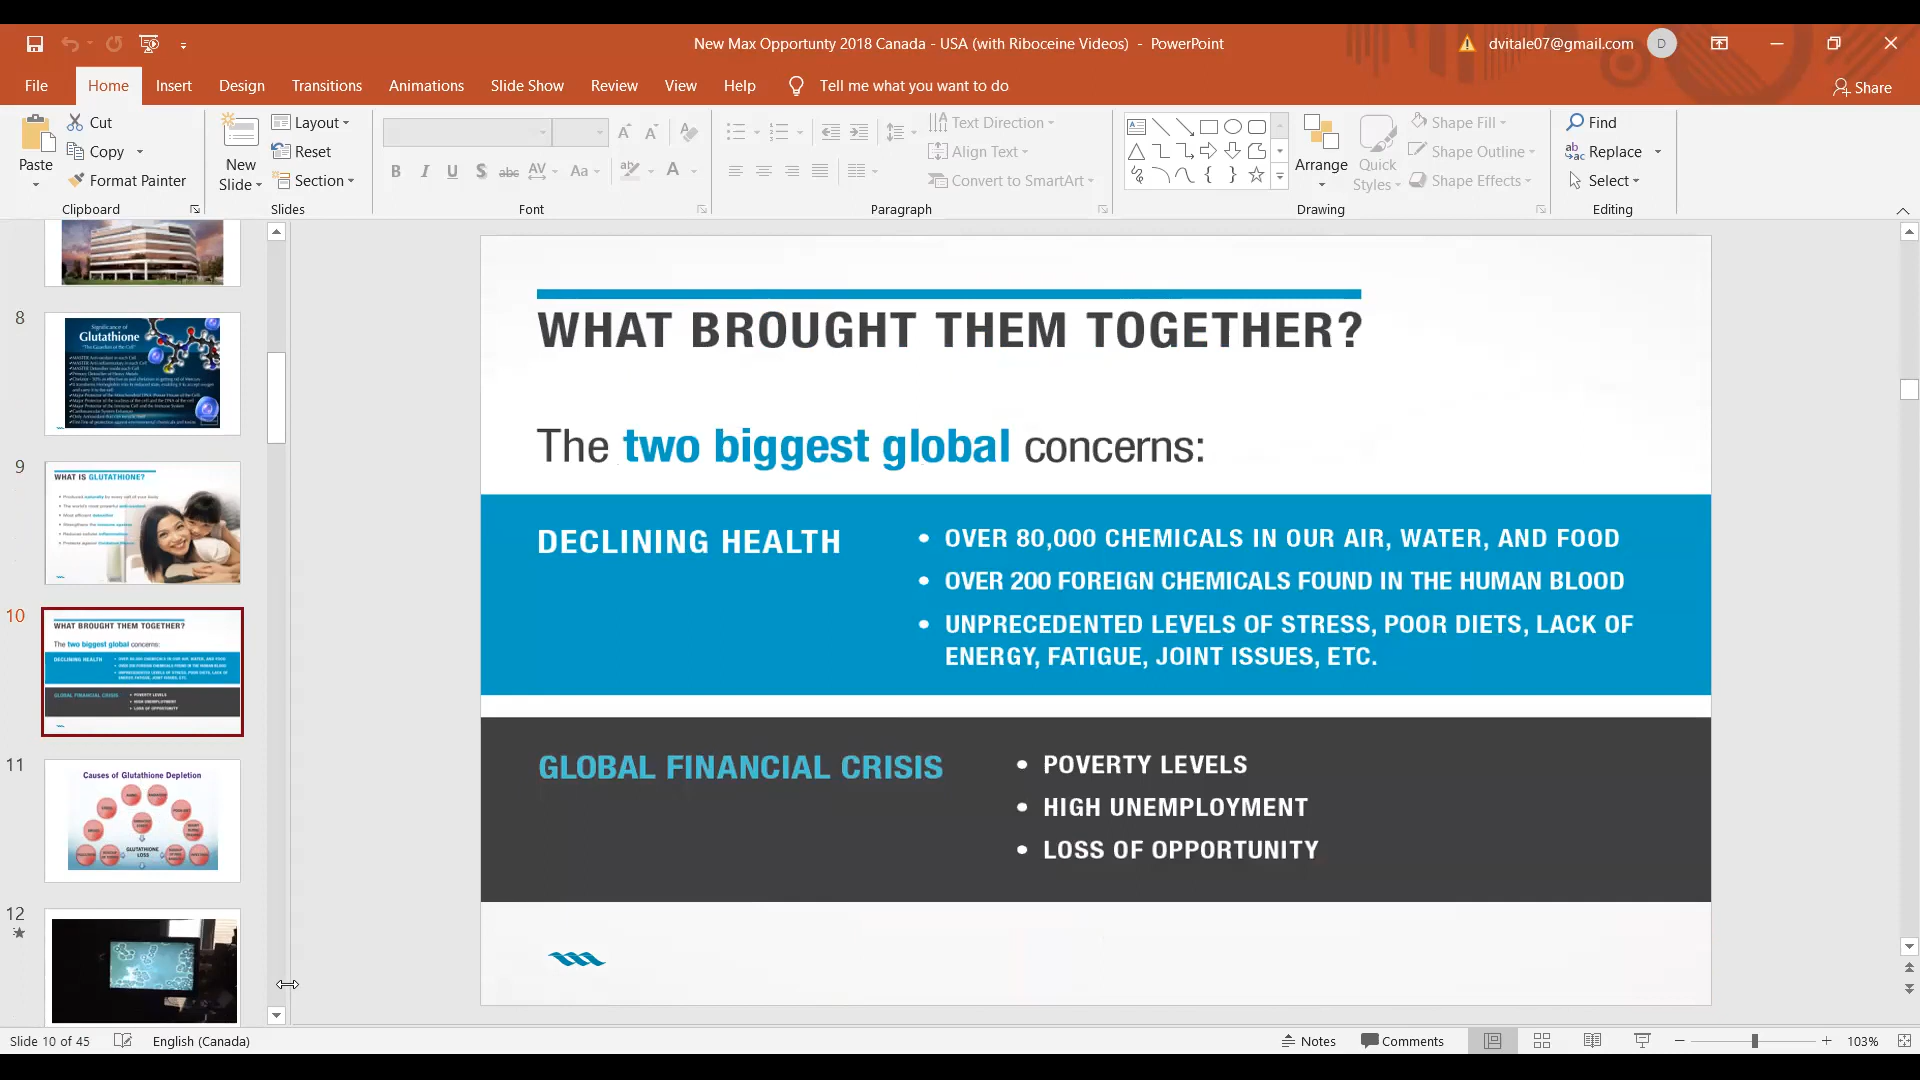 New Max Opportunty 2018 Canada - USA (with Riboceine Videos) - PowerPoint
dvitale07@gmail.com
D
File
Home
Insert
Design
Transitions
Animations
Slide Show
Review
View
Help
Tell me what you want to do
Share
Paste
Cut
Copy
Format Painter
Clipboard
New
Slide
Layout
Reset
Section
Slides
Font
Text Direction
Align Text
Convert to SmartArt
Paragraph
Arrange
Quick
Styles
Shape Fill
Shape Outline
Shape Effects
Drawing
Find
Replace
Select
Editing
8
Significance of
Glutathione
"The Guardian of the Cell"
9
WHAT IS GLUTATHIONE?
10
WHAT BROUGHT THEM TOGETHER?
The two biggest global concerns:
DECLINING HEALTH
GLOBAL FINANCIAL CRISIS
POVERTY LEVELS
HIGH UNEMPLOYMENT
LOSS OF OPPORTUNITY
11
Causes of Glutathione Depletion
GLUTATHIONE
LOSS
12
WHAT BROUGHT THEM TOGETHER?
The two biggest global concerns:
DECLINING HEALTH
• OVER 80,000 CHEMICALS IN OUR AIR, WATER, AND FOOD
• OVER 200 FOREIGN CHEMICALS FOUND IN THE HUMAN BLOOD
• UNPRECEDENTED LEVELS OF STRESS, POOR DIETS, LACK OF
ENERGY, FATIGUE, JOINT ISSUES, ETC.
GLOBAL FINANCIAL CRISIS
• POVERTY LEVELS
• HIGH UNEMPLOYMENT
• LOSS OF OPPORTUNITY
Slide 10 of 45
English (Canada)
Notes
Comments
103%